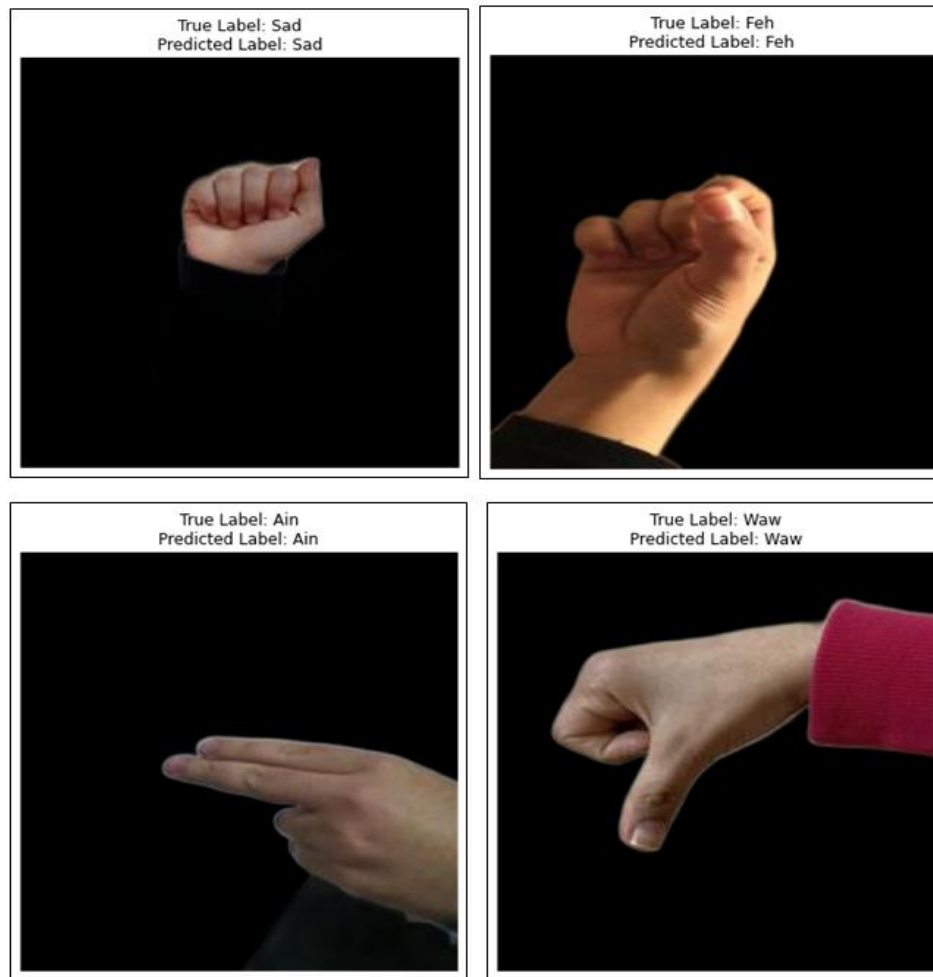 True Label: Sad
Predicted Label: Sad
True Label: Feh
Predicted Label: Feh
True Label: Ain
Predicted Label: Ain
True Label: Waw
Predicted Label: Waw